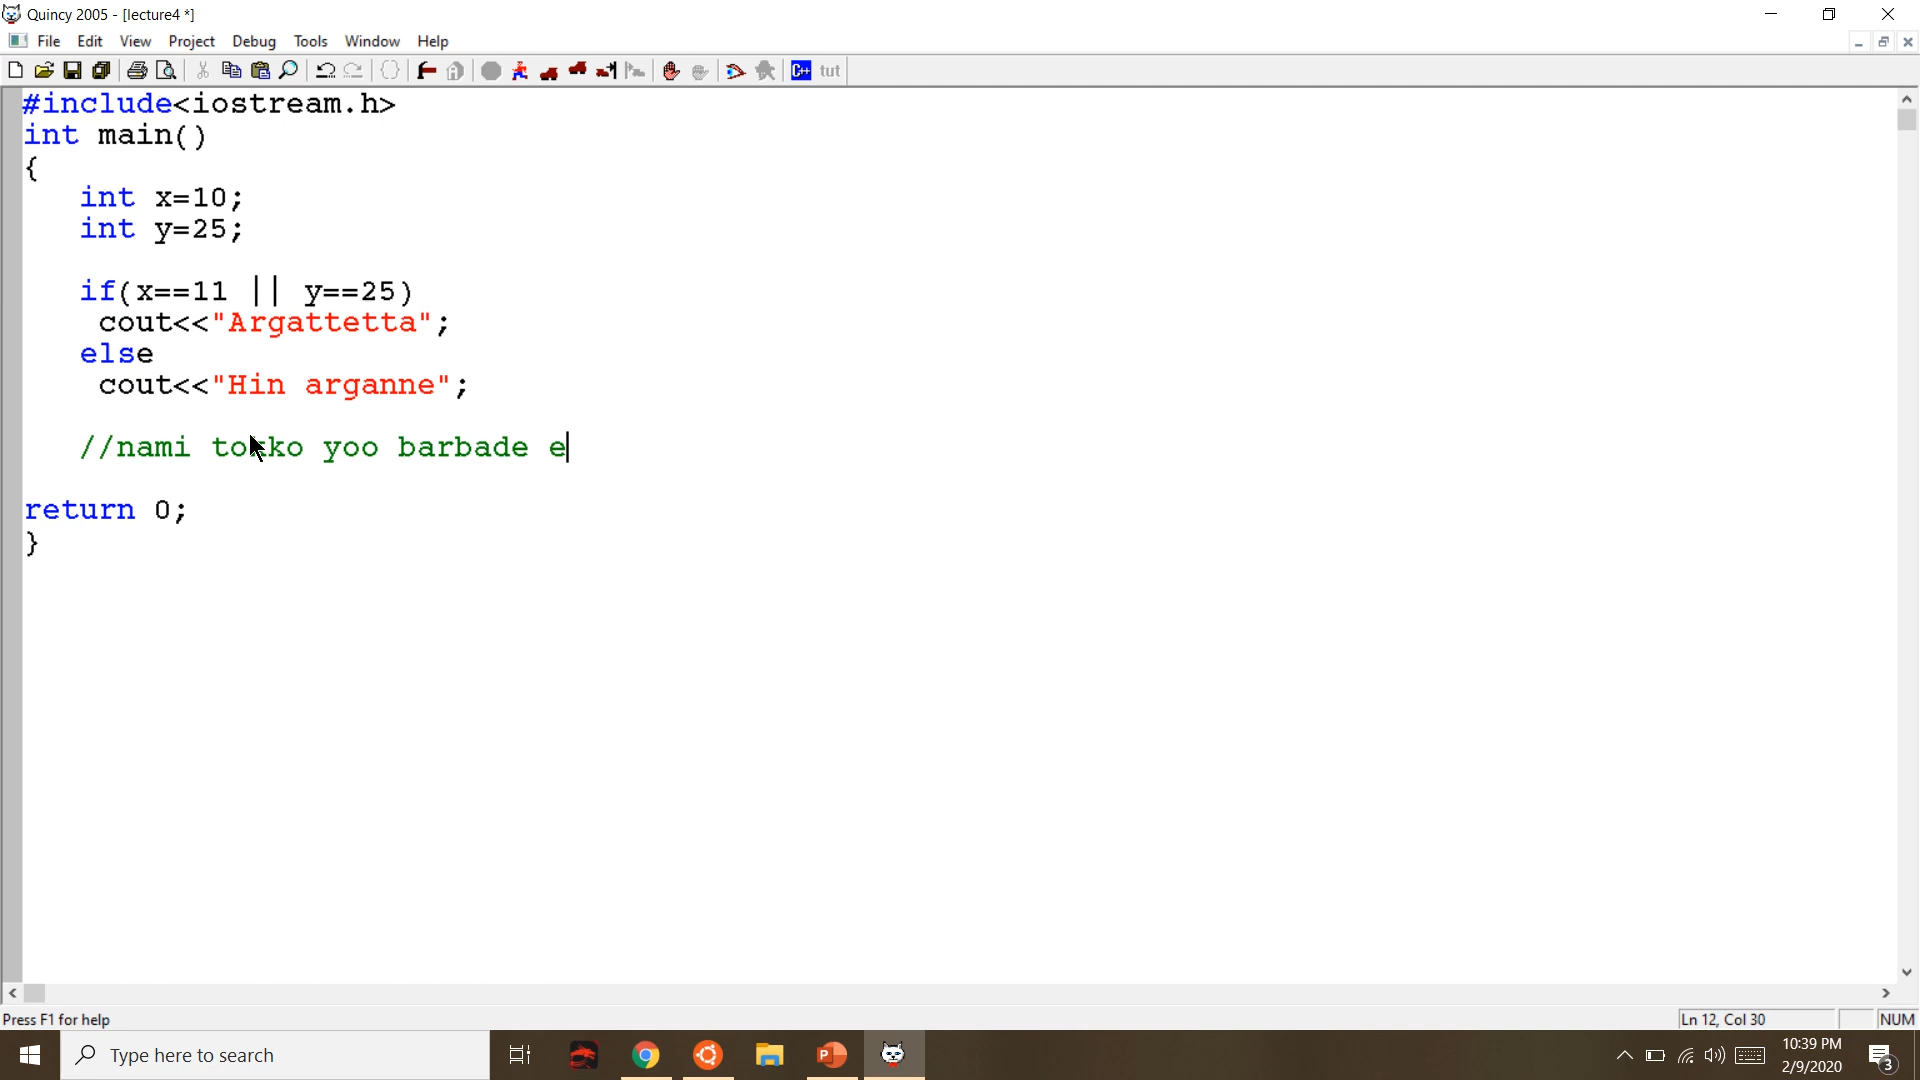 Quincy 2005 - [lecture4 *]
File Edit View Project Debug Tools Window Help
C++ tut
#include<iostream.h>
int main()
{
int x=10;
int y=25;
if(x==11 || y==25)
cout<<"Argattetta";
else
cout<<"Hin arganne";
//nami tokko yoo barbade e
return 0;
}
Press F1 for help
Ln 12, Col 30
NUM
Type here to search
10:39 PM
2/9/2020
3